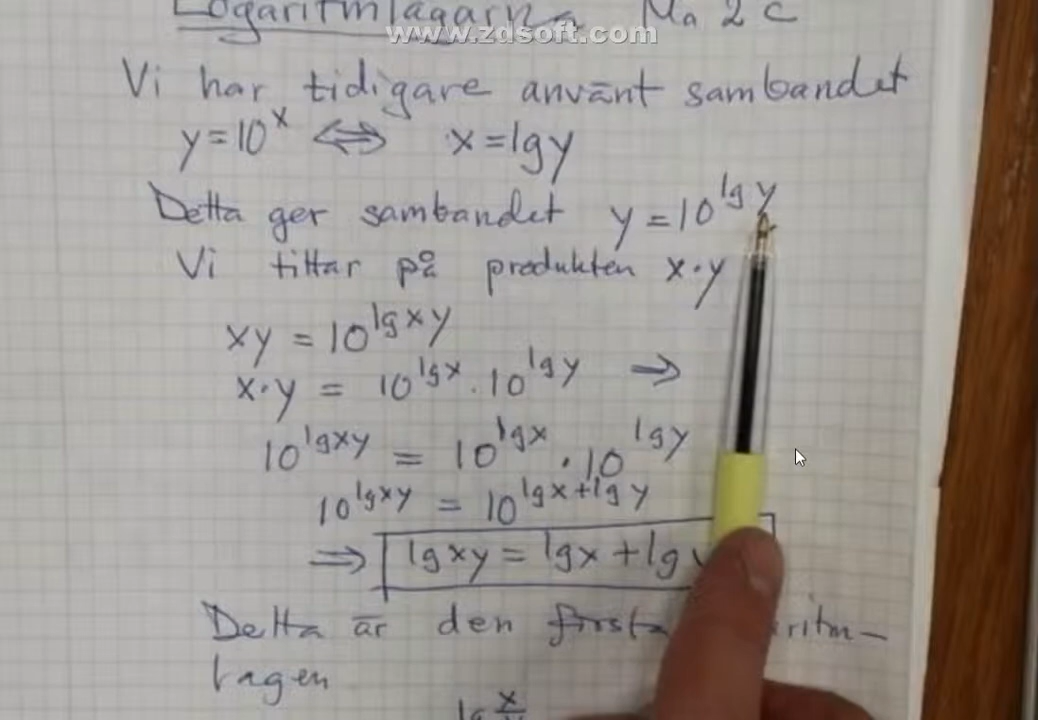 Logaritmlagarna Ma 2c
www.zdsoft.com
Vi har tidigare använt sambandet
y = 10^x ⇔ x = lg y
Detta ger sambandet y = 10^lg y
Vi tittar på produkten x·y
xy = 10^lg xy
x·y = 10^lg x · 10^lg y ⇒
10^lg xy = 10^lg x · 10^lg y
10^lg xy = 10^lg x + lg y
⇒ lg xy = lg x + lg
Detta är den första ritm-
lagen
lg x/y